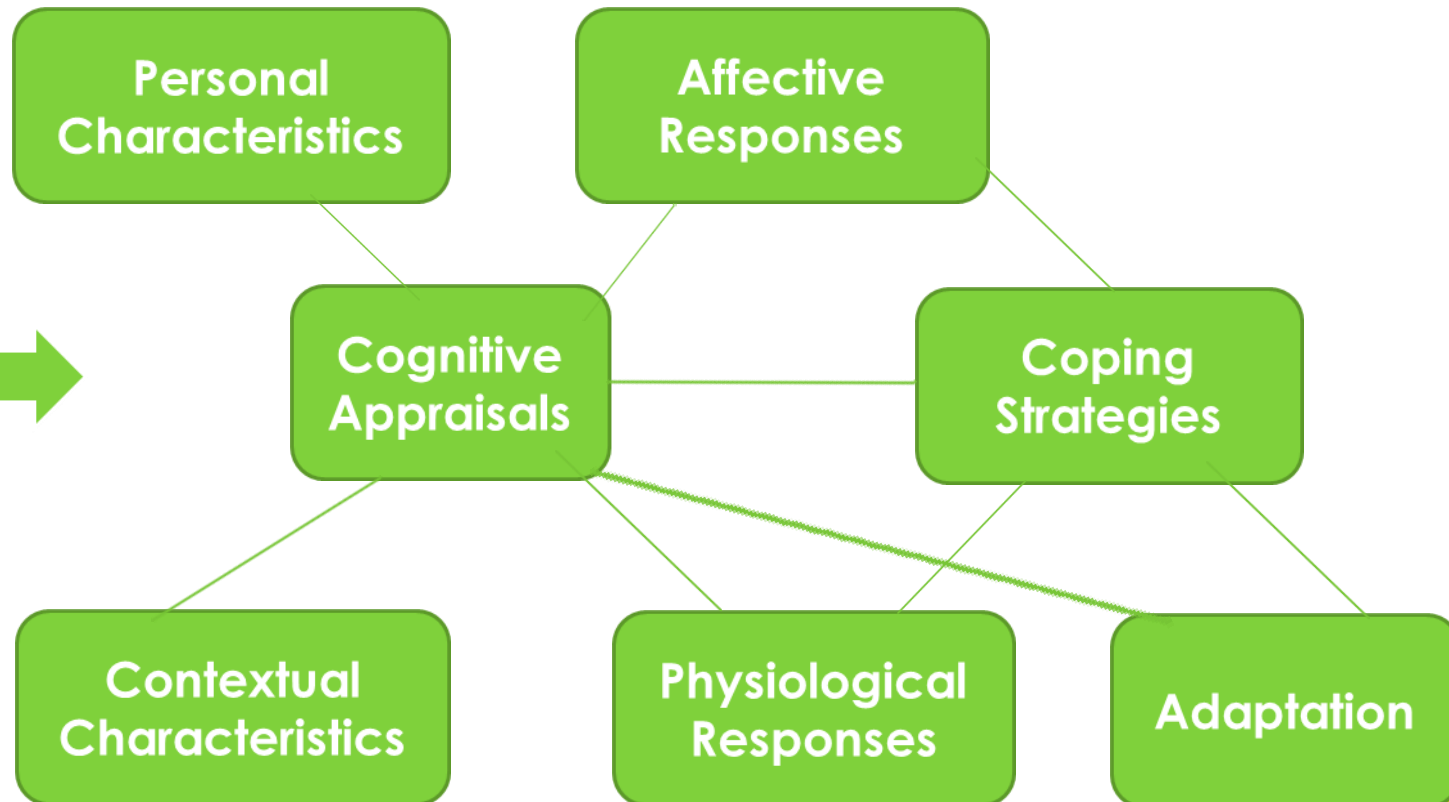 Personal
Characteristics
Affective
Responses
Cognitive
Appraisals
Coping
Strategies
Contextual
Characteristics
Physiological
Responses
Adaptation